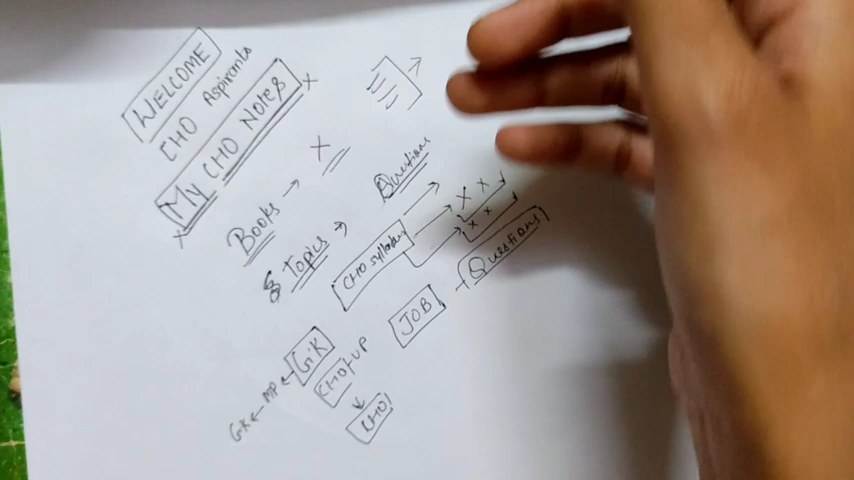 WELCOME
CHO Aspirants
My CHO Notes
Books → X
& Topics → Questions
CHO syllabus → X X
X X
Questions
JOB
GK
CHO-UP
GK ← MP ←
CHO